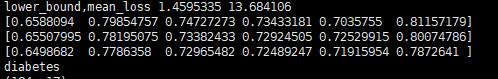 lower_bound,mean_loss 1.4595335 13.684106
[0.6588094  0.79854757 0.74727273 0.73433181 0.7035755  0.81157179]
[0.65507995 0.78195075 0.73382433 0.72924505 0.72529915 0.80074786]
[0.6498682  0.7786358  0.72965482 0.72489247 0.71915954 0.7872641 ]
diabetes